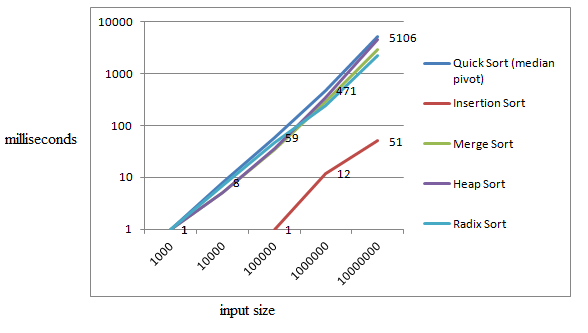 10000
1000
100
10
1
milliseconds
5106
471
59
8
1
51
12
1
1000
10000
100000
1000000
10000000
input size
Quick Sort (median
pivot)
Insertion Sort
Merge Sort
Heap Sort
Radix Sort